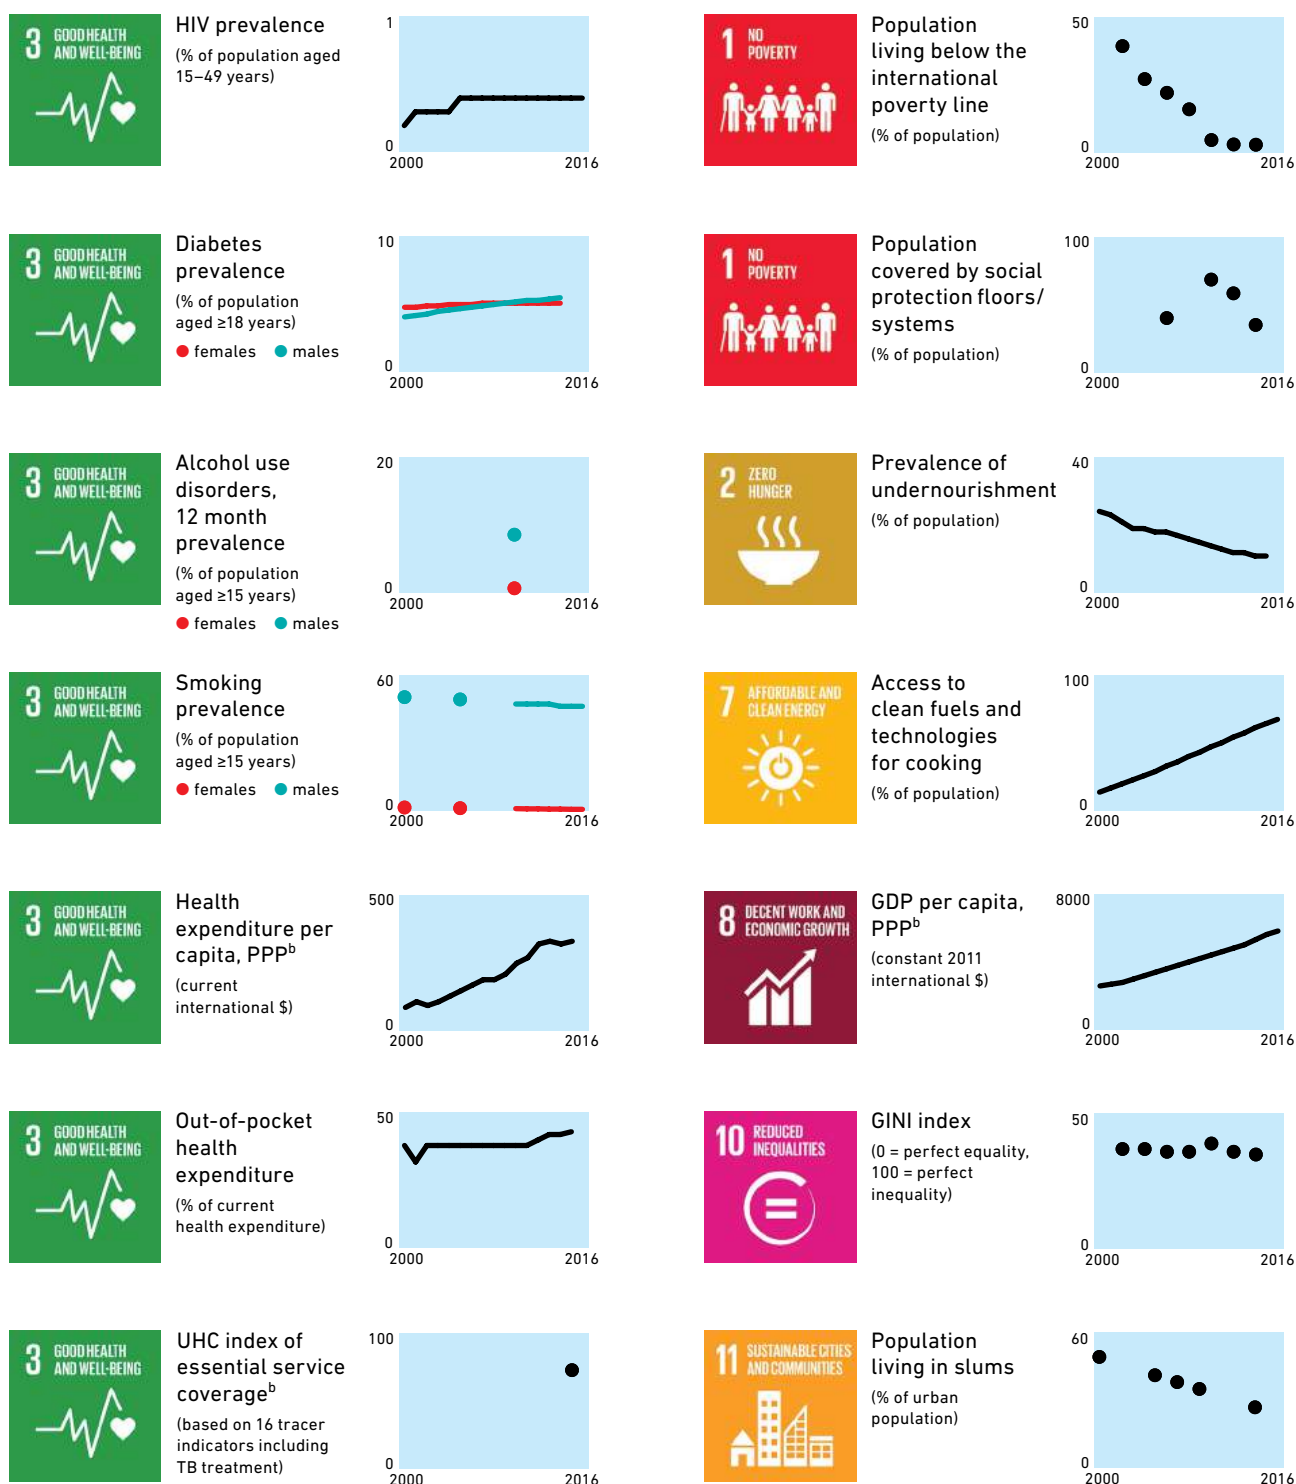 3 GOOD HEALTH
AND WELL-BEING
HIV prevalence
(% of population aged
15–49 years)
1
0
2000
2016
3 GOOD HEALTH
AND WELL-BEING
Diabetes
prevalence
(% of population
aged ≥18 years)
females males
10
0
2000
2016
3 GOOD HEALTH
AND WELL-BEING
Alcohol use
disorders,
12 month
prevalence
(% of population
aged ≥15 years)
females males
20
0
2000
2016
3 GOOD HEALTH
AND WELL-BEING
Smoking
prevalence
(% of population
aged ≥15 years)
females males
60
0
2000
2016
3 GOOD HEALTH
AND WELL-BEING
Health
expenditure per
capita, PPPb
(current
international $)
500
0
2000
2016
3 GOOD HEALTH
AND WELL-BEING
Out-of-pocket
health
expenditure
(% of current
health expenditure)
50
0
2000
2016
3 GOOD HEALTH
AND WELL-BEING
UHC index of
essential service
coverageb
(based on 16 tracer
indicators including
TB treatment)
100
0
2000
2016
1 NO
POVERTY
Population
living below the
international
poverty line
(% of population)
50
0
2000
2016
1 NO
POVERTY
Population
covered by social
protection floors/
systems
(% of population)
100
0
2000
2016
2 ZERO
HUNGER
Prevalence of
undernourishment
(% of population)
40
0
2000
2016
7 AFFORDABLE AND
CLEAN ENERGY
Access to
clean fuels and
technologies
for cooking
(% of population)
100
0
2000
2016
8 DECENT WORK AND
ECONOMIC GROWTH
GDP per capita,
PPPb
(constant 2011
international $)
8000
0
2000
2016
10 REDUCED
INEQUALITIES
GINI index
(0 = perfect equality,
100 = perfect
inequality)
50
0
2000
2016
11 SUSTAINABLE CITIES
AND COMMUNITIES
Population
living in slums
(% of urban
population)
60
0
2000
2016